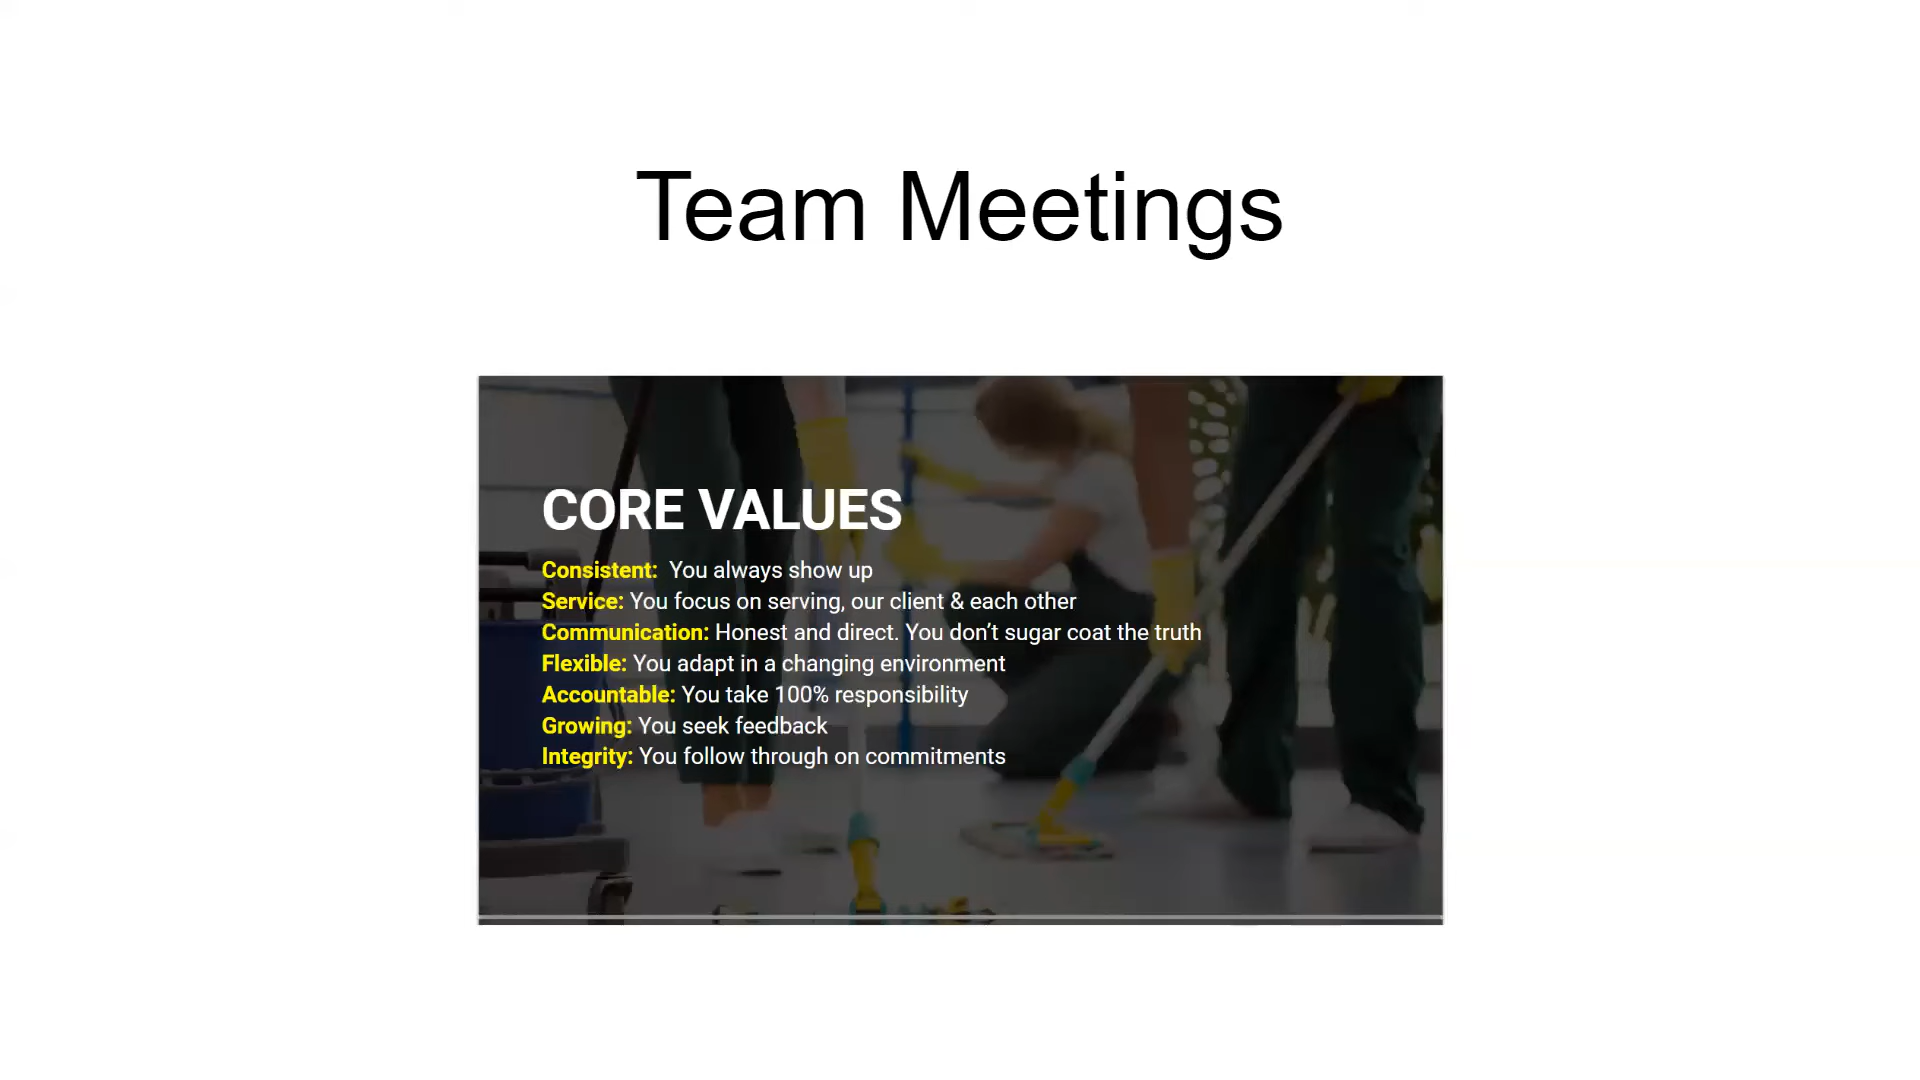 Team Meetings
CORE VALUES
Consistent:  You always show up
Service: You focus on serving, our client & each other
Communication: Honest and direct. You don’t sugar coat the truth
Flexible: You adapt in a changing environment
Accountable: You take 100% responsibility
Growing: You seek feedback
Integrity: You follow through on commitments